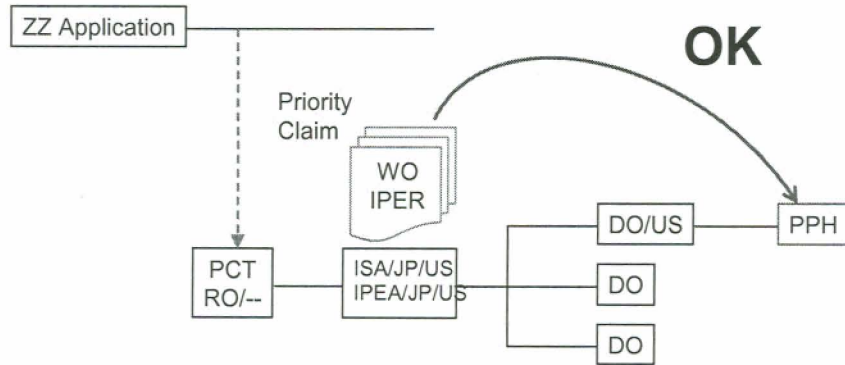 ZZ Application
OK
Priority
Claim
WO
IPER
DO/US
PPH
PCT
RO/--
ISA/JP/US
IPEA/JP/US
DO
DO